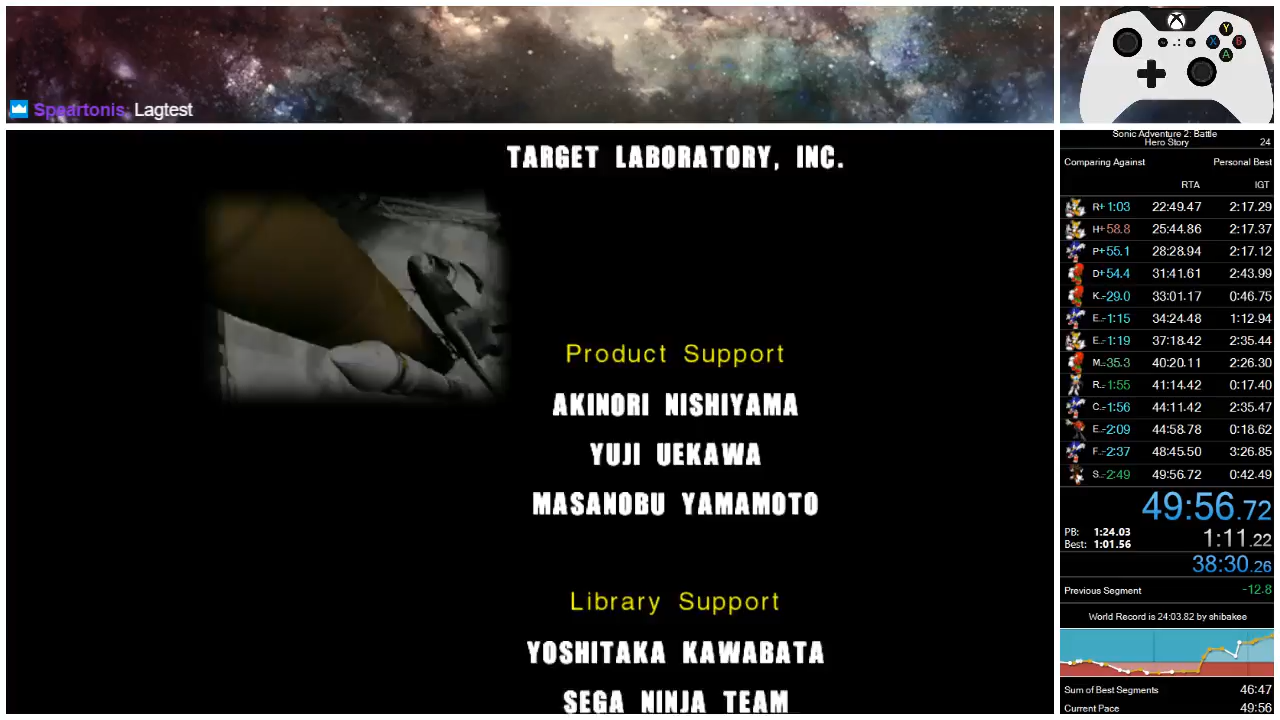 Speartonis: Lagtest
TARGET LABORATORY, INC.
Product Support
AKINORI NISHIYAMA
YUJI UEKAWA
MASANOBU YAMAMOTO
Library Support
YOSHITAKA KAWABATA
SEGA NINJA TEAM
Y
X B
A
Sonic Adventure 2: Battle
Hero Story 24
Comparing Against Personal Best
RTA IGT
R+ 1:03 22:49.47 2:17.29
H+ 58.8 25:44.86 2:17.37
P+ 55.1 28:28.94 2:17.12
D+ 54.4 31:41.61 2:43.99
K..-29.0 33:01.17 0:46.75
E..-1:15 34:24.48 1:12.94
E..-1:19 37:18.42 2:35.44
M..-35.3 40:20.11 2:26.30
R..-1:55 41:14.42 0:17.40
C..-1:56 44:11.42 2:35.47
E..-2:09 44:58.78 0:18.62
F..-2:37 48:45.50 3:26.85
S..-2:49 49:56.72 0:42.49
49:56.72
PB: 1:24.03
Best: 1:01.56
1:11.22
38:30.26
Previous Segment -12.8
World Record is 24:03.82 by shibakee
Sum of Best Segments 46:47
Current Pace 49:56